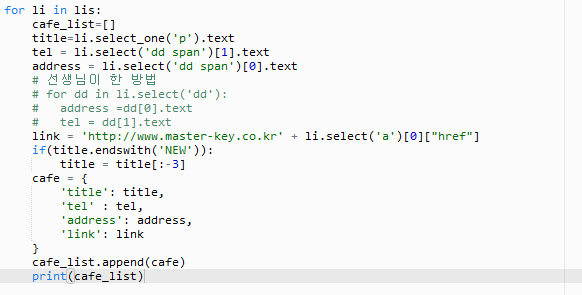 for li in lis:
    cafe_list=[]
    title=li.select_one('p').text
    tel = li.select('dd span')[1].text
    address = li.select('dd span')[0].text
    # 선생님이 한 방법
    # for dd in li.select('dd'):
    #   address =dd[0].text
    #   tel = dd[1].text
    link = 'http://www.master-key.co.kr' + li.select('a')[0]["href"]
    if(title.endswith('NEW')):
        title = title[:-3]
    cafe = {
        'title': title,
        'tel' : tel,
        'address': address,
        'link': link
    }
    cafe_list.append(cafe)
    print(cafe_list)